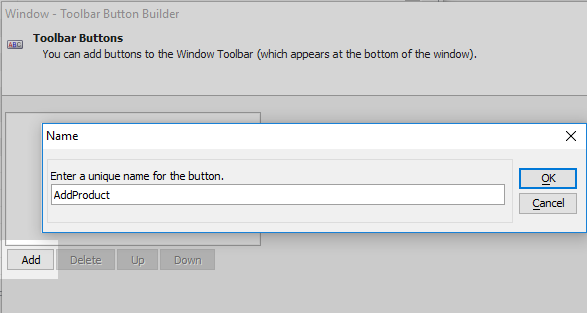 Window - Toolbar Button Builder
ABC
Toolbar Buttons
You can add buttons to the Window Toolbar (which appears at the bottom of the window).
Name
Enter a unique name for the button.
AddProduct
OK
Cancel
Add
Delete
Up
Down